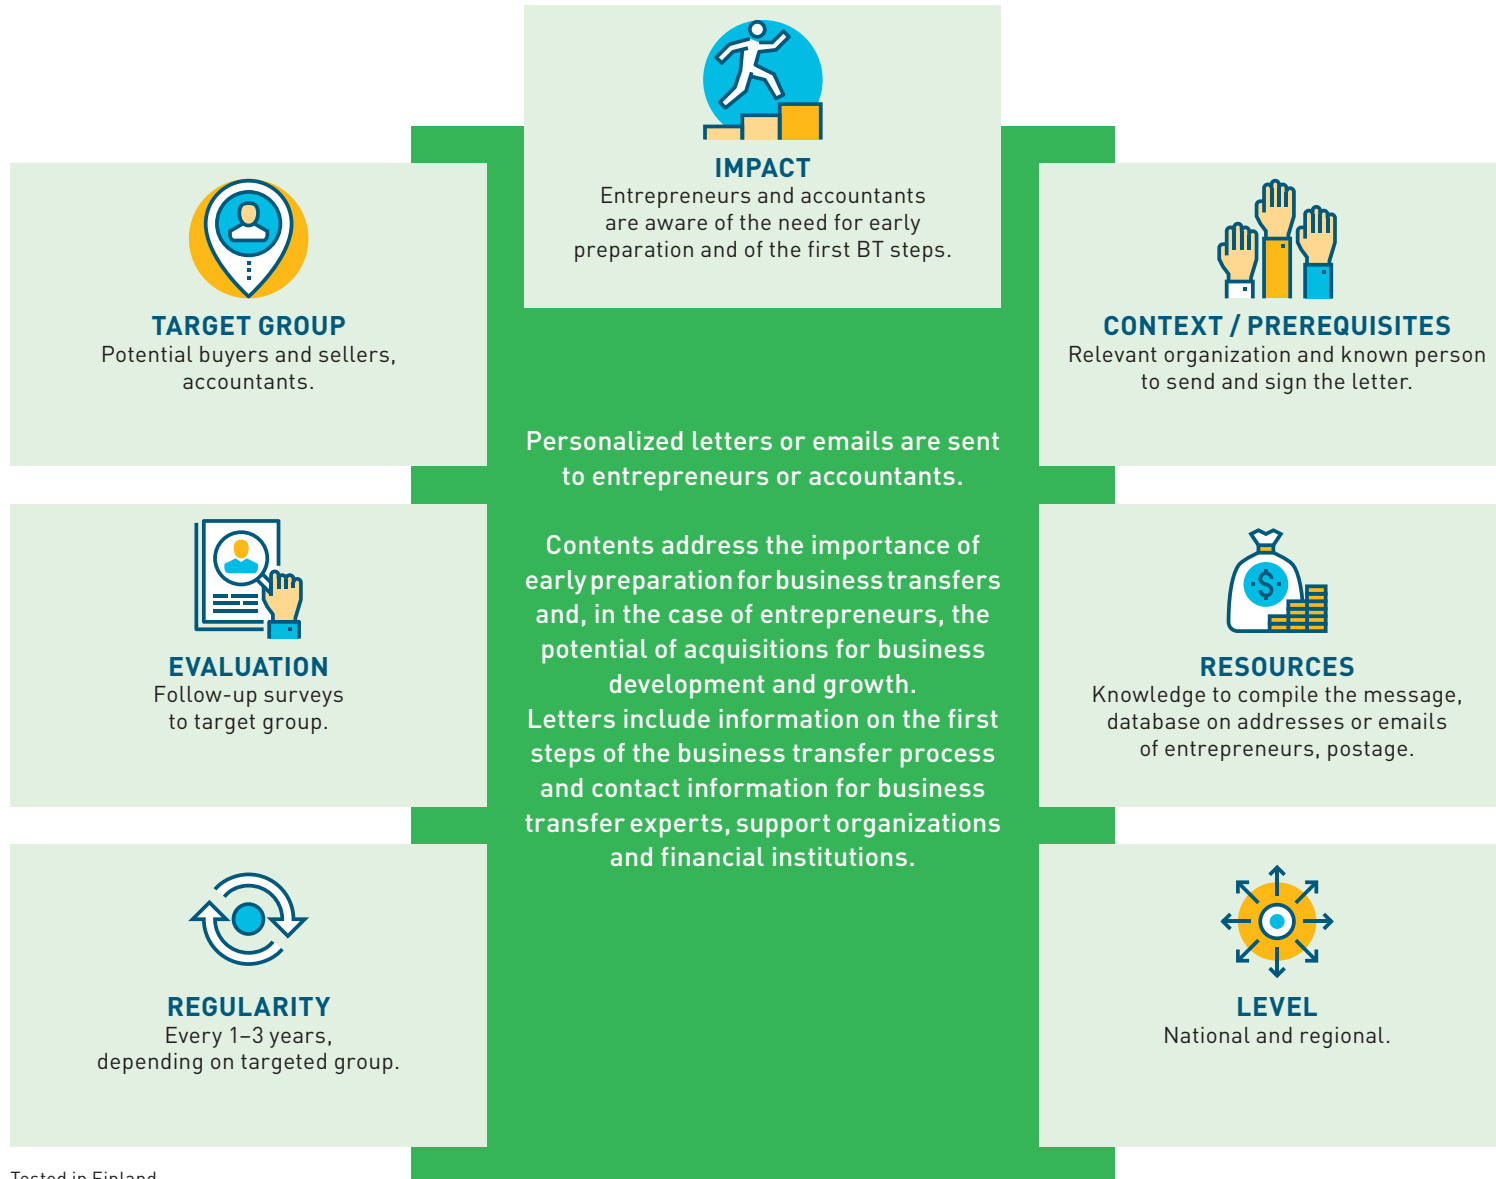 IMPACT
Entrepreneurs and accountants
are aware of the need for early
preparation and of the first BT steps.
TARGET GROUP
Potential buyers and sellers,
accountants.
CONTEXT / PREREQUISITES
Relevant organization and known person
to send and sign the letter.
Personalized letters or emails are sent
to entrepreneurs or accountants.
Contents address the importance of
early preparation for business transfers
and, in the case of entrepreneurs, the
potential of acquisitions for business
development and growth.
Letters include information on the first
steps of the business transfer process
and contact information for business
transfer experts, support organizations
and financial institutions.
EVALUATION
Follow-up surveys
to target group.
RESOURCES
Knowledge to compile the message,
database on addresses or emails
of entrepreneurs, postage.
$
REGULARITY
Every 1–3 years,
depending on targeted group.
LEVEL
National and regional.
Tested in Finland